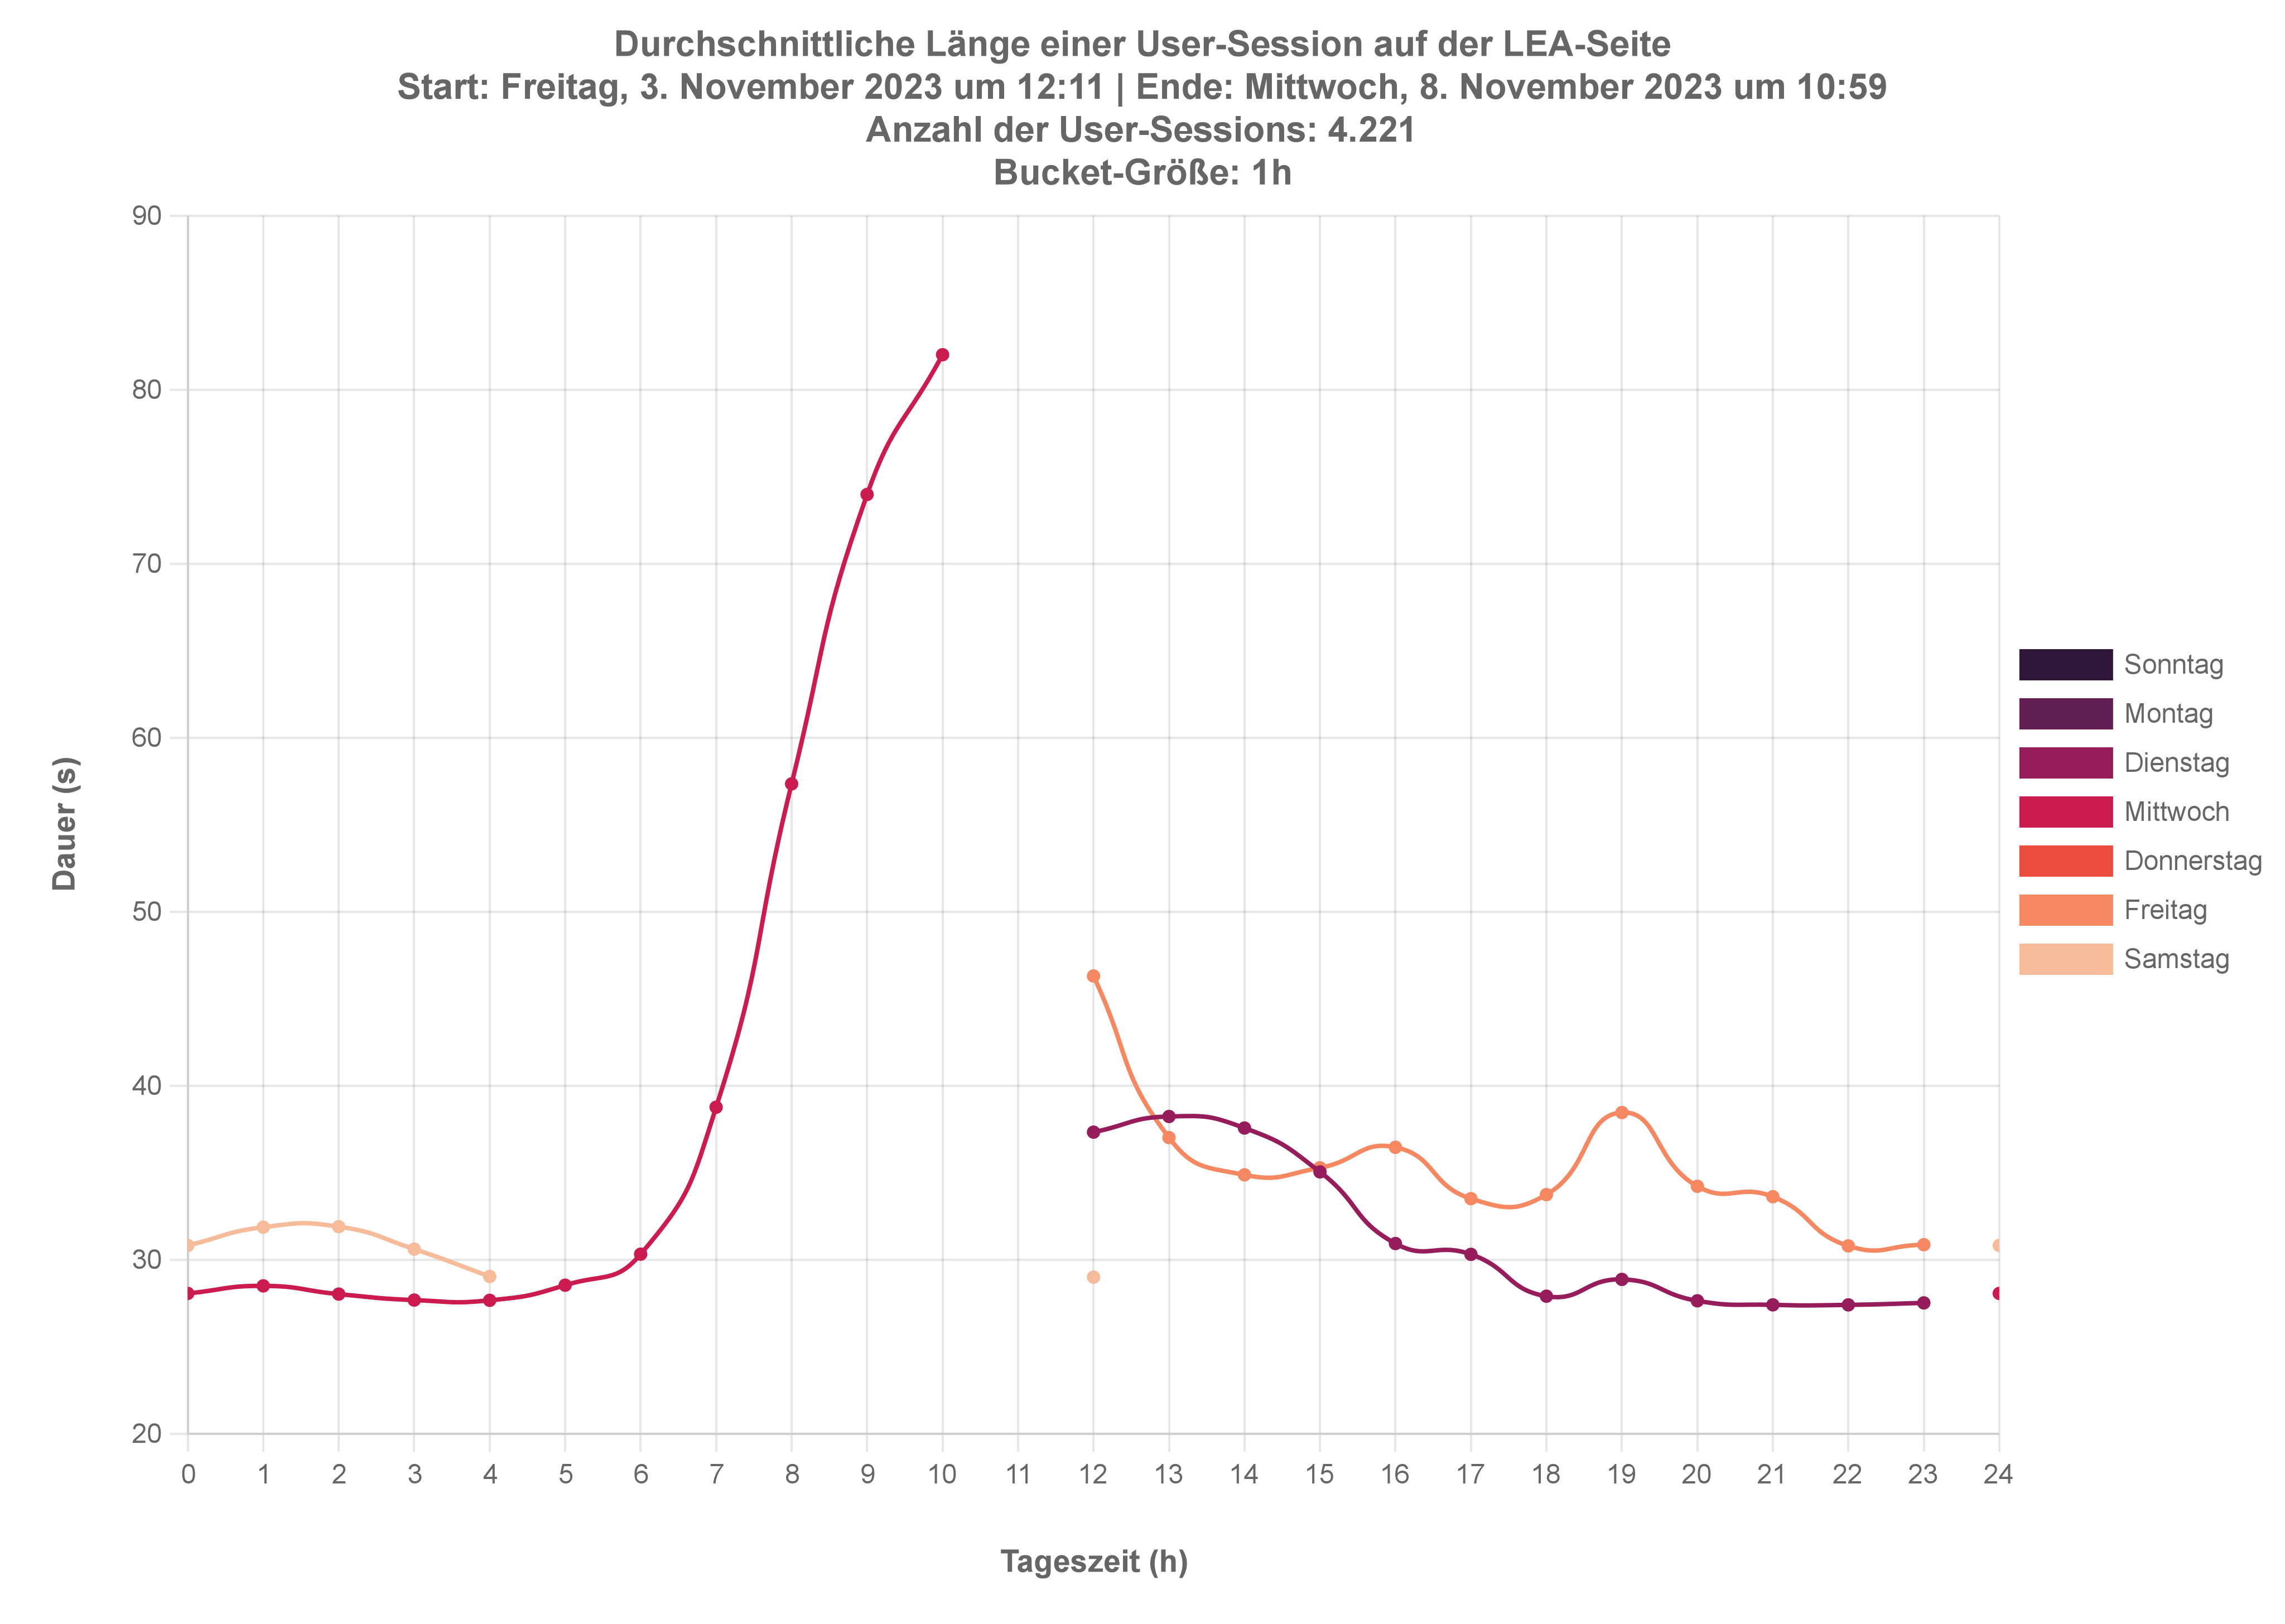 Durchschnittliche Länge einer User-Session auf der LEA-Seite
Start: Freitag, 3. November 2023 um 12:11 | Ende: Mittwoch, 8. November 2023 um 10:59
Anzahl der User-Sessions: 4.221
Bucket-Größe: 1h
90
80
70
60
50
40
30
20
Dauer (s)
0 1 2 3 4 5 6 7 8 9 10 11 12 13 14 15 16 17 18 19 20 21 22 23 24
Tageszeit (h)
Sonntag
Montag
Dienstag
Mittwoch
Donnerstag
Freitag
Samstag